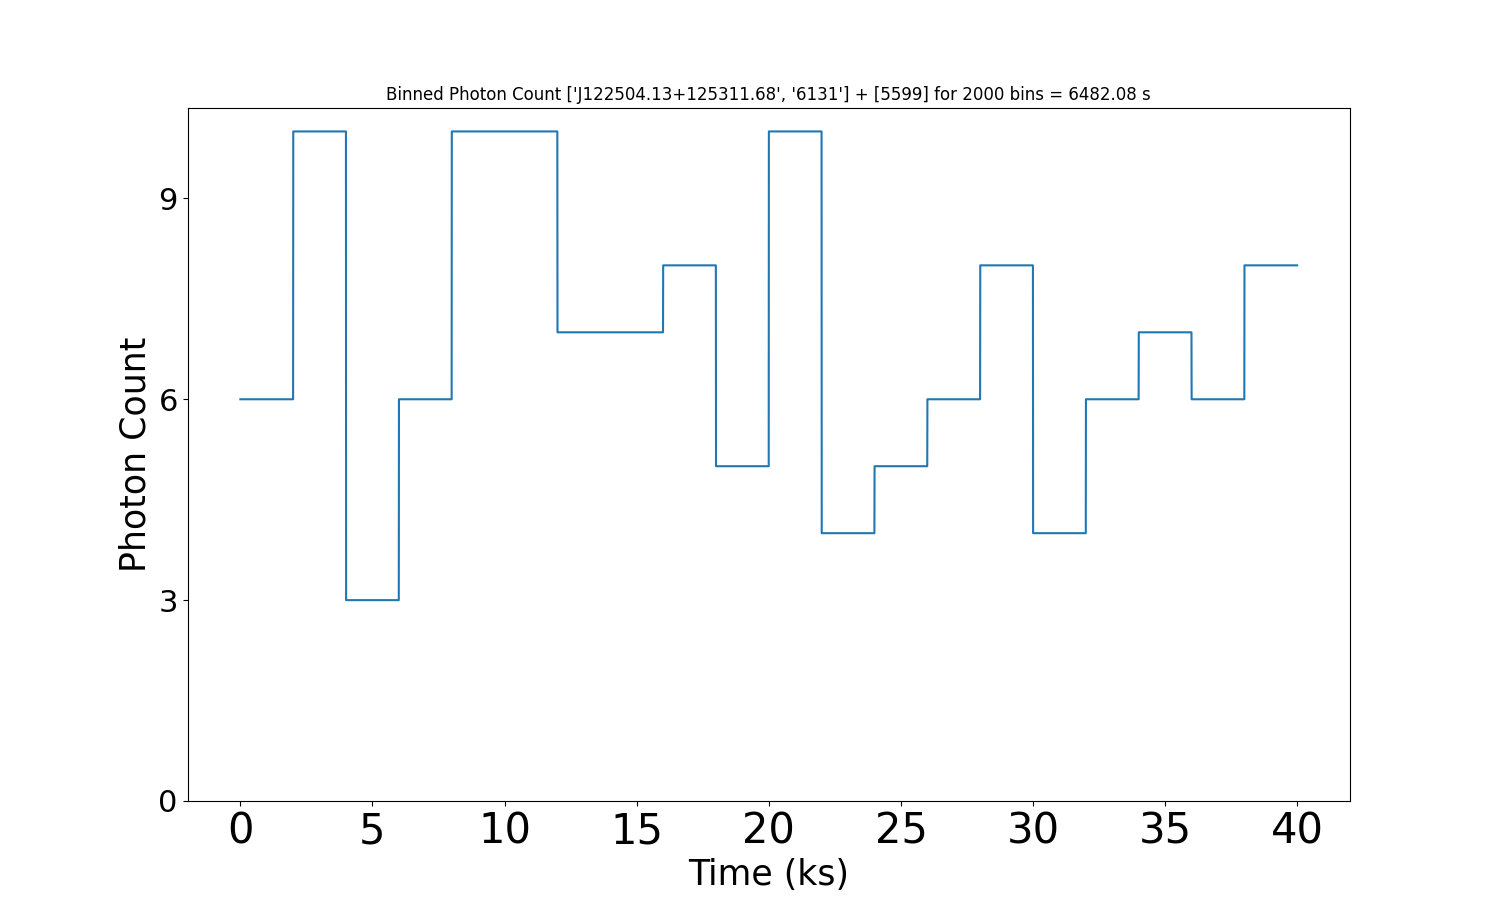 Binned Photon Count ['J122504.13+125311.68', '6131'] + [5599] for 2000 bins = 6482.08 s
9
6
3
0
Photon Count
0 5 10 15 20 25 30 35 40
Time (ks)